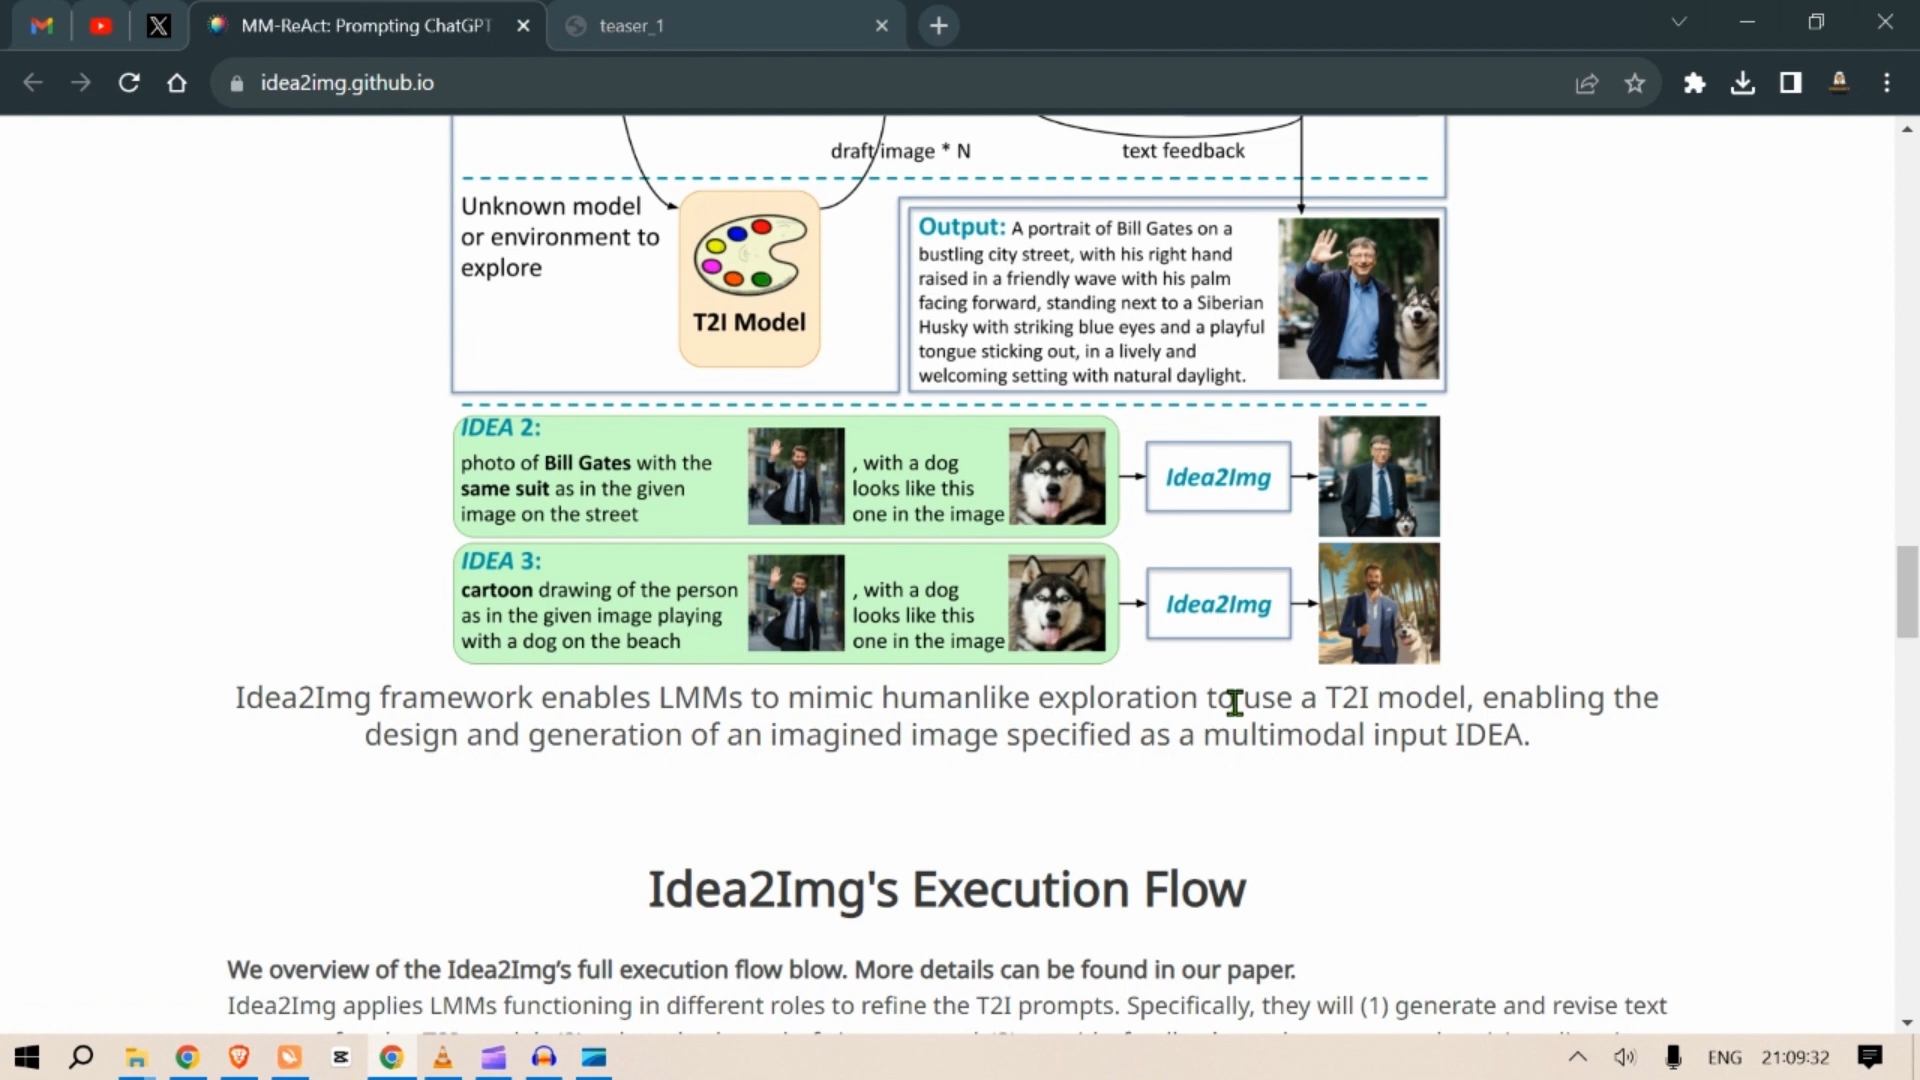 MM-ReAct: Prompting ChatGPT
teaser_1
idea2img.github.io
draft image * N
text feedback
Unknown model
or environment to
explore
T2I Model
Output: A portrait of Bill Gates on a
bustling city street, with his right hand
raised in a friendly wave with his palm
facing forward, standing next to a Siberian
Husky with striking blue eyes and a playful
tongue sticking out, in a lively and
welcoming setting with natural daylight.
IDEA 2:
photo of Bill Gates with the
same suit as in the given
image on the street
, with a dog
looks like this
one in the image
Idea2Img
IDEA 3:
cartoon drawing of the person
as in the given image playing
with a dog on the beach
, with a dog
looks like this
one in the image
Idea2Img
Idea2Img framework enables LMMs to mimic humanlike exploration to use a T2I model, enabling the
design and generation of an imagined image specified as a multimodal input IDEA.
Idea2Img's Execution Flow
We overview of the Idea2Img's full execution flow blow. More details can be found in our paper.
Idea2Img applies LMMs functioning in different roles to refine the T2I prompts. Specifically, they will (1) generate and revise text
ENG
21:09:32